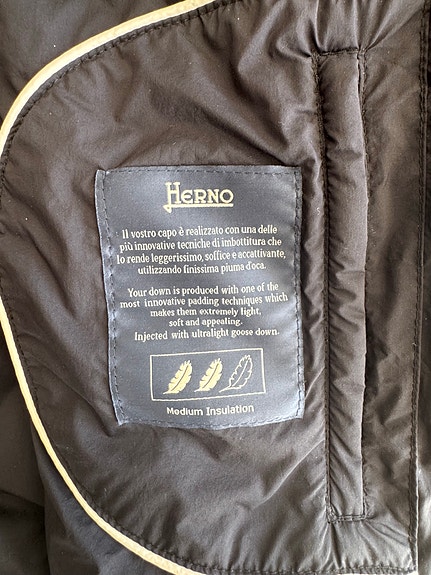 HERNO
Il vostro capo è realizzato con una delle
più innovative tecniche di imbottitura che
lo rende leggerissimo, soffice e accattivante,
utilizzando finissima piuma d'oca.
Your down is produced with one of the
most innovative padding techniques which
makes them extremely light,
soft and appealing.
Injected with ultralight goose down.
Medium Insulation